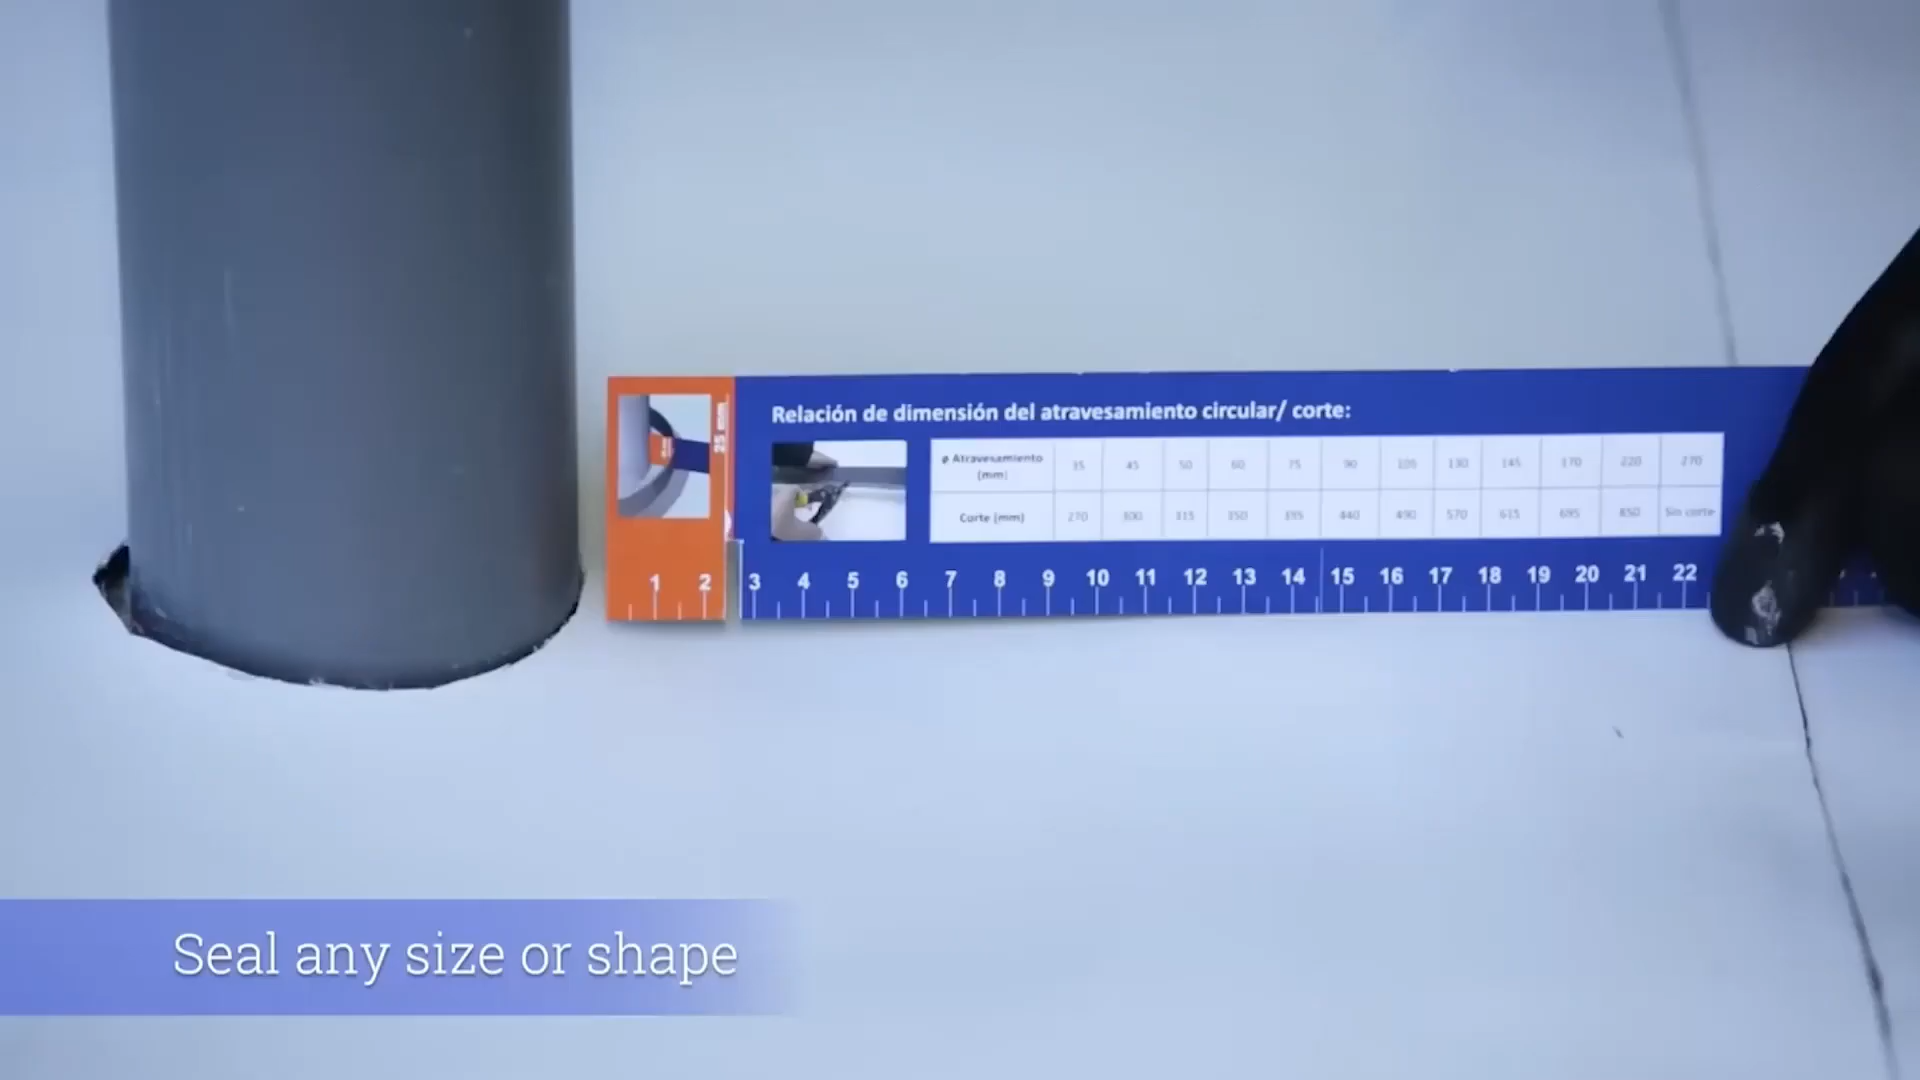 Relación de dimensión del atravesamiento circular/ corte:
25 mm
ø Atravesamiento (mm) 35 45 50 60 75 90 105 130 145 170 220 270
Corte (mm) 270 300 315 350 395 440 490 570 615 695 850 Sin corte
1 2 3 4 5 6 7 8 9 10 11 12 13 14 15 16 17 18 19 20 21 22
Seal any size or shape